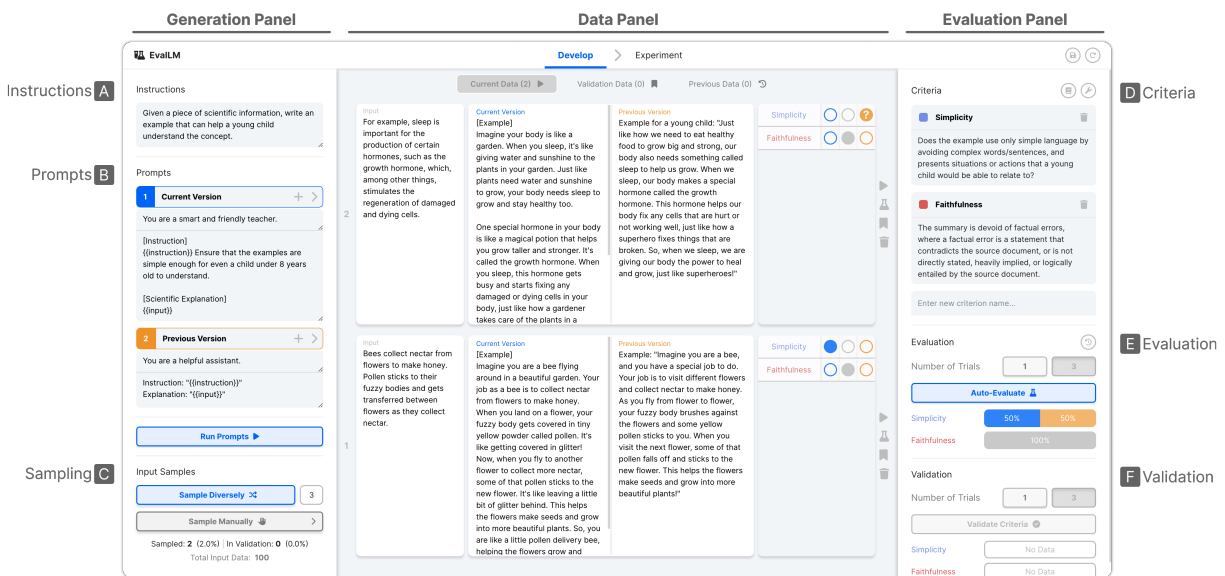 Generation Panel
Data Panel
Evaluation Panel
EvalLM
Develop
Experiment
Instructions A
Prompts B
Sampling C
D Criteria
E Evaluation
F Validation
Instructions
Given a piece of scientific information, write an
example that can help a young child
understand the concept.
Prompts
1 Current Version
You are a smart and friendly teacher.
[Instruction]
{{instruction}} Ensure that the examples are
simple enough for even a child under 8 years
old to understand.
[Scientific Explanation]
{{input}}
2 Previous Version
You are a helpful assistant.
Instruction: "{{instruction}}"
Explanation: "{{input}}"
Run Prompts
Input Samples
Sample Diversely
3
Sample Manually
Sampled: 2 (2.0%) In Validation: 0 (0.0%)
Total Input Data: 100
Current Data (2)
Validation Data (0)
Previous Data (0)
2
Input
For example, sleep is
important for the
production of certain
hormones, such as the
growth hormone, which,
among other things,
stimulates the
regeneration of damaged
and dying cells.
Current Version
[Example]
Imagine your body is like a
garden. When you sleep, it's like
giving water and sunshine to the
plants in your garden. Just like
plants need water and sunshine
to grow, your body needs sleep to
grow and stay healthy too.
One special hormone in your body
is like a magical potion that helps
you grow taller and stronger. It's
called the growth hormone. When
you sleep, this hormone gets
busy and starts fixing any
damaged or dying cells in your
body, just like how a gardener
takes care of the plants in a
Previous Version
Example for a young child: "Just
like how we need to eat healthy
food to grow big and strong, our
body also needs something called
sleep to help us grow. When we
sleep, our body makes a special
hormone called the growth
hormone. This hormone helps our
body fix any cells that are hurt or
not working well, just like how a
superhero fixes things that are
broken. So, when we sleep, we are
giving our body the power to heal
and grow, just like superheroes!"
Simplicity
?
Faithfulness
1
Input
Bees collect nectar from
flowers to make honey.
Pollen sticks to their
fuzzy bodies and gets
transferred between
flowers as they collect
nectar.
Current Version
[Example]
Imagine you are a bee flying
around in a beautiful garden. Your
job as a bee is to collect nectar
from flowers to make honey.
When you land on a flower, your
fuzzy body gets covered in tiny
yellow powder called pollen. It's
like getting covered in glitter!
Now, when you fly to another
flower to collect more nectar,
some of that pollen sticks to the
new flower. It's like leaving a little
bit of glitter behind. This helps
the flowers make seeds and grow
into more beautiful plants. So, you
are like a little pollen delivery bee,
helping the flowers grow and
Previous Version
Example: "Imagine you are a bee,
and you have a special job to do.
Your job is to visit different flowers
and collect nectar to make honey.
As you fly from flower to flower,
your fuzzy body brushes against
the flowers and some yellow
pollen sticks to you. When you
visit the next flower, some of that
pollen falls off and sticks to the
new flower. This helps the flowers
make seeds and grow into more
beautiful plants!"
Simplicity
Faithfulness
Criteria
Simplicity
Does the example use only simple language by
avoiding complex words/sentences, and
presents situations or actions that a young
child would be able to relate to?
Faithfulness
The summary is devoid of factual errors,
where a factual error is a statement that
contradicts the source document, or is not
directly stated, heavily implied, or logically
entailed by the source document.
Enter new criterion name...
Evaluation
Number of Trials 1 3
Auto-Evaluate
Simplicity 50% 50%
Faithfulness 100%
Validation
Number of Trials 1 3
Validate Criteria
Simplicity No Data
Faithfulness No Data